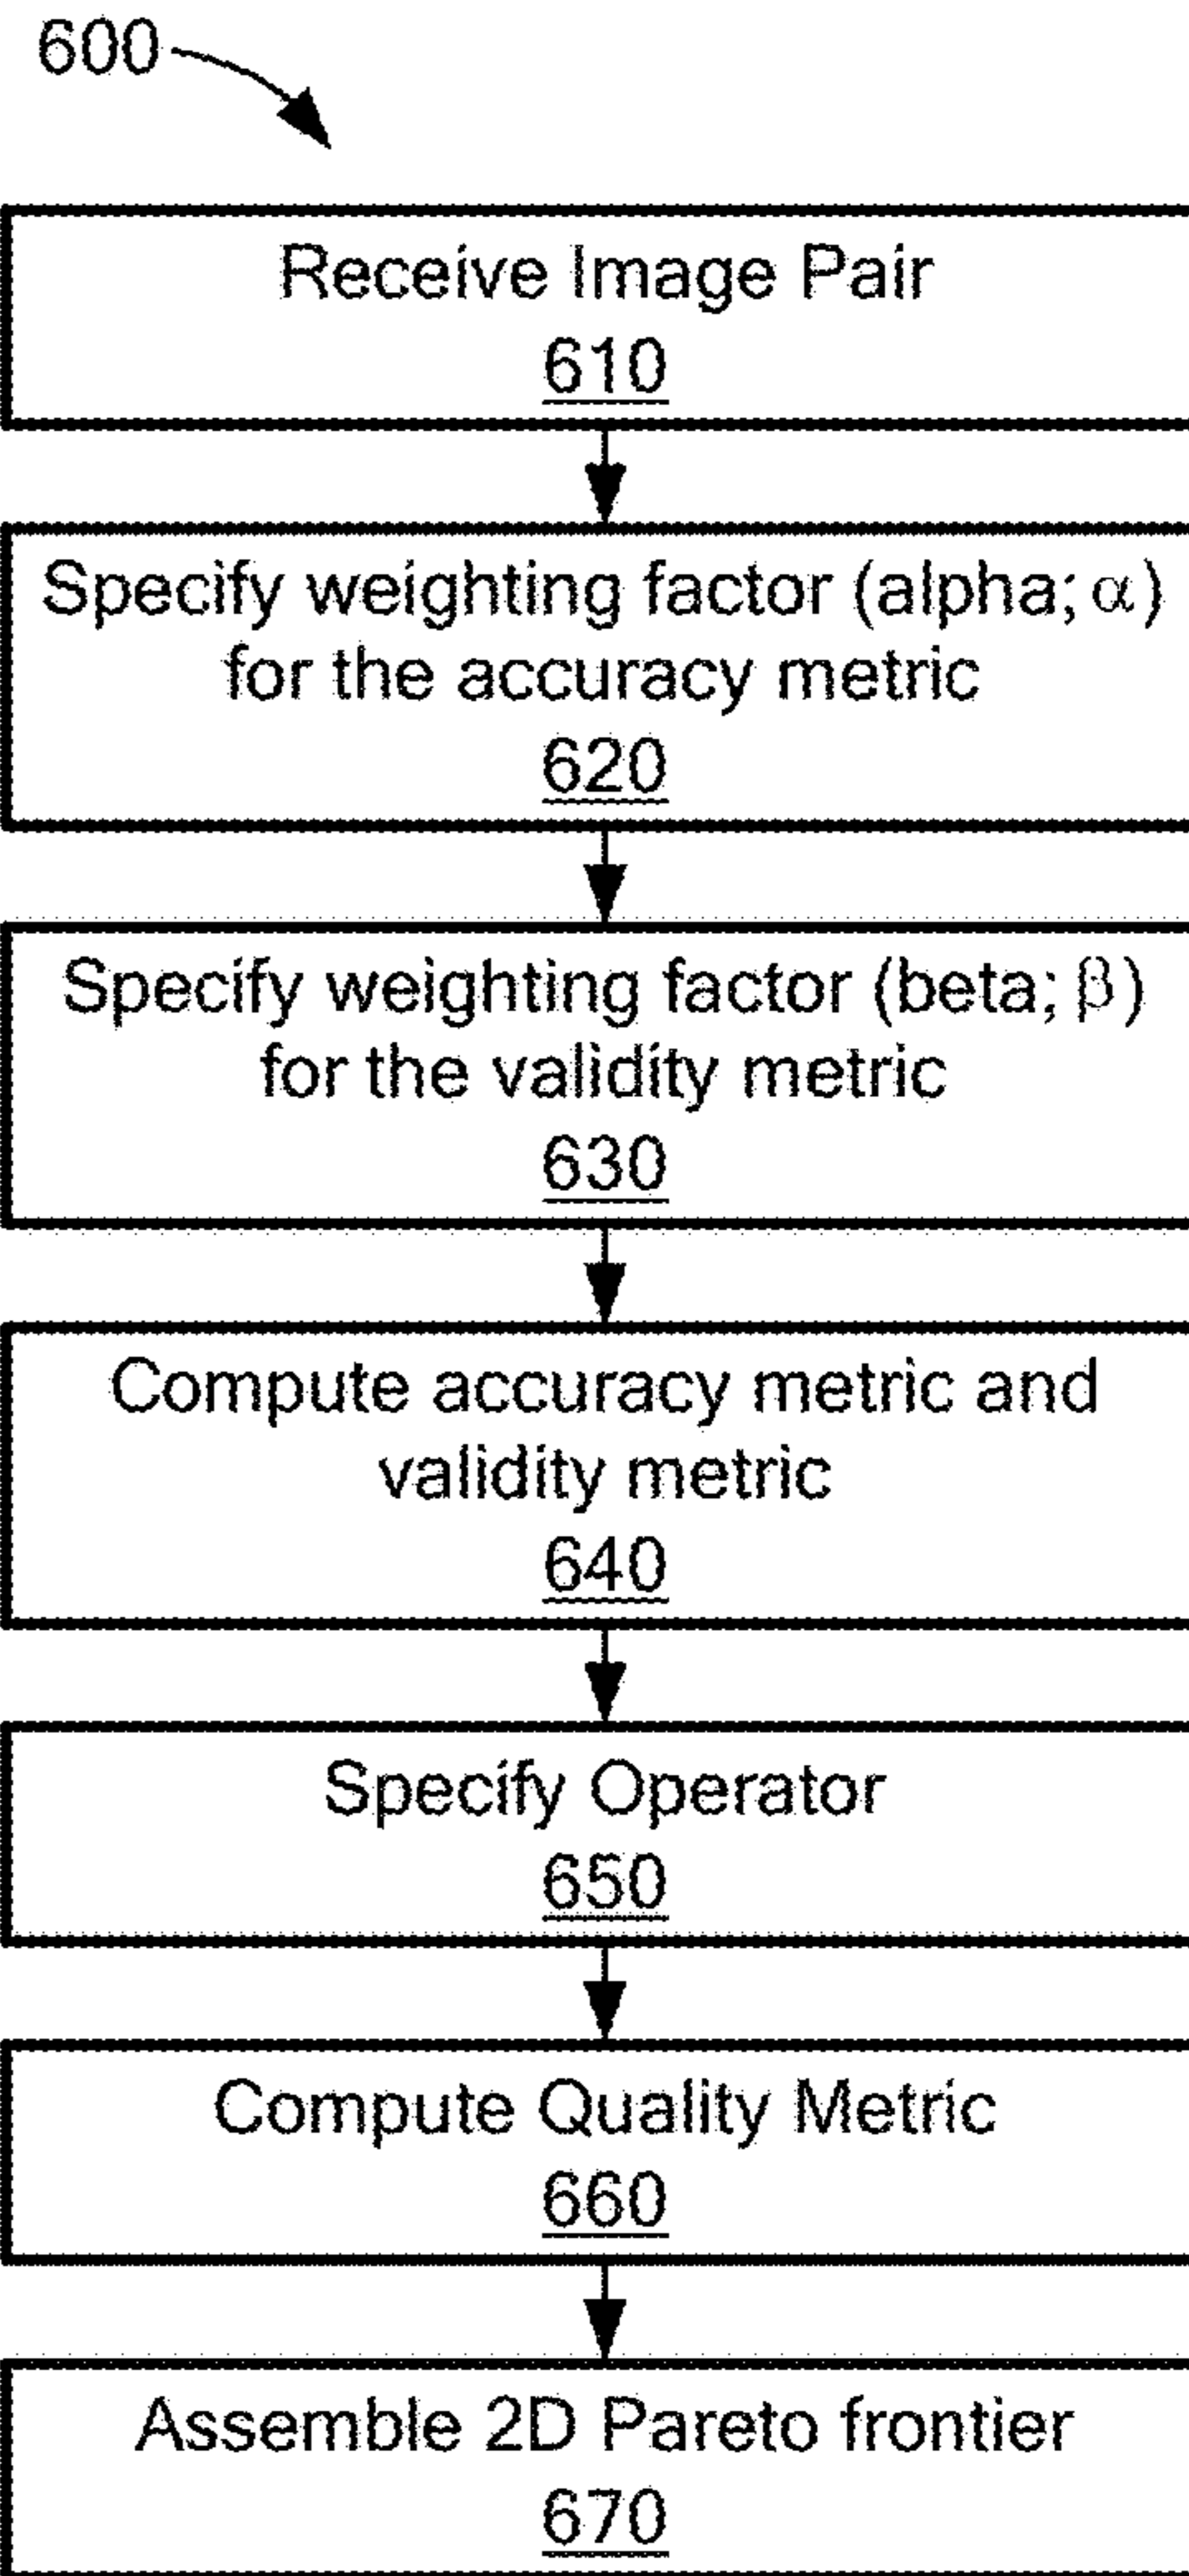 600
Receive Image Pair
610
Specify weighting factor (alpha; α)
for the accuracy metric
620
Specify weighting factor (beta; β)
for the validity metric
630
Compute accuracy metric and
validity metric
640
Specify Operator
650
Compute Quality Metric
660
Assemble 2D Pareto frontier
670